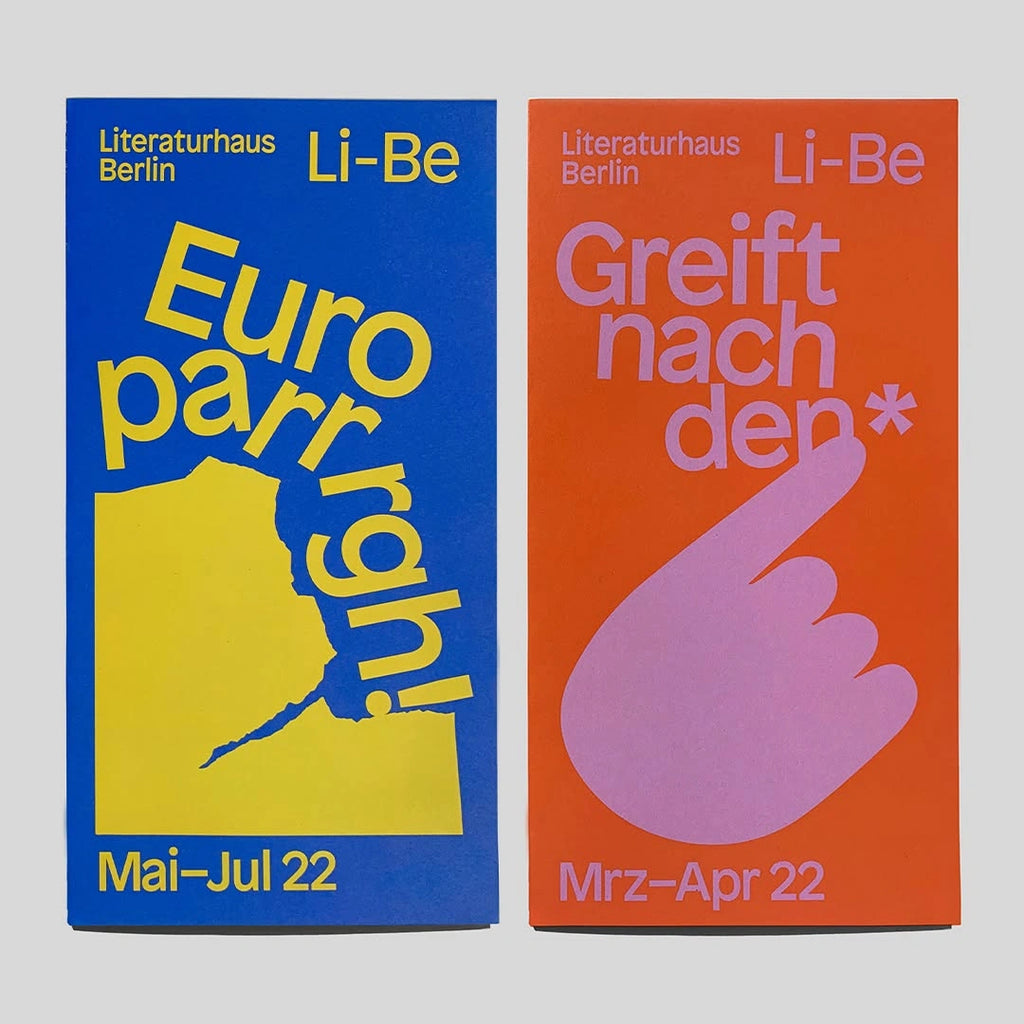 Literaturhaus
Berlin
Li-Be
Euro
parr
rgh!
Mai–Jul 22
Literaturhaus
Berlin
Li-Be
Greift
nach
den*
Mrz–Apr 22